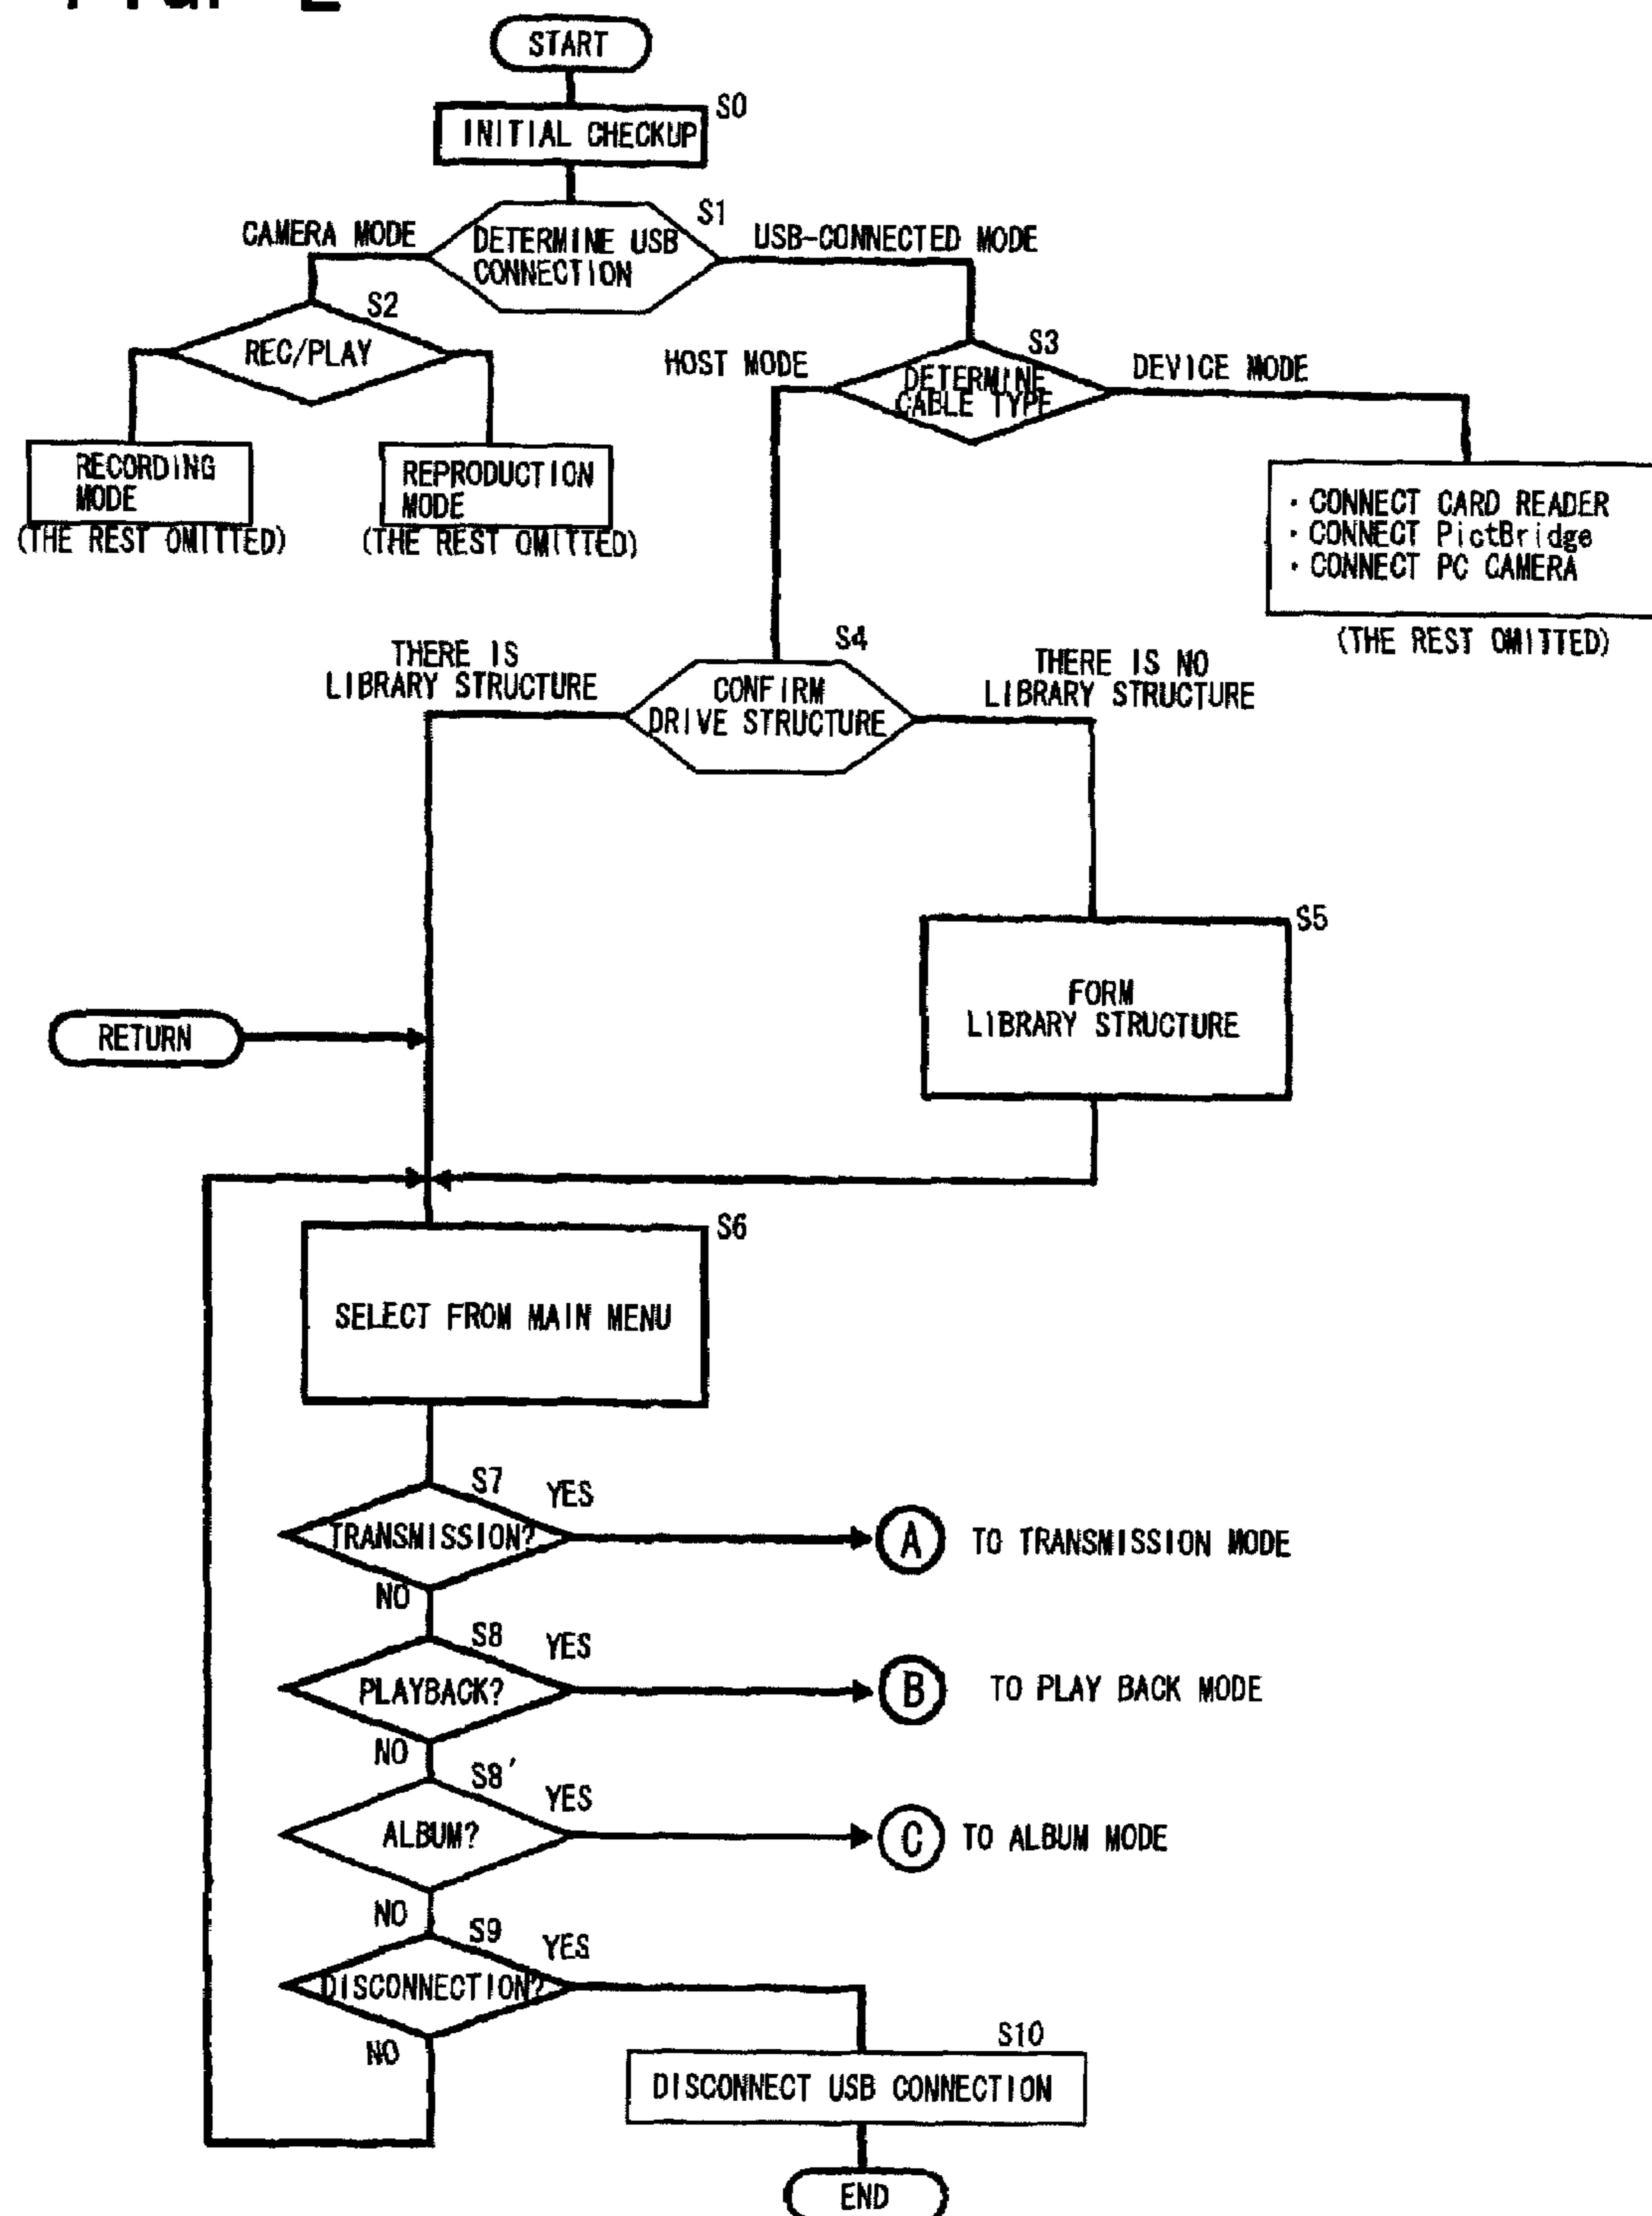 START
S0
INITIAL CHECKUP
S1
CAMERA MODE
DETERMINE USB
CONNECTION
USB-CONNECTED MODE
S2
REC/PLAY
S3
HOST MODE
DETERMINE
CABLE TYPE
DEVICE MODE
RECORDING
MODE
(THE REST OMITTED)
REPRODUCTION
MODE
(THE REST OMITTED)
· CONNECT CARD READER
· CONNECT PictBridge
· CONNECT PC CAMERA
(THE REST OMITTED)
S4
THERE IS
LIBRARY STRUCTURE
CONFIRM
DRIVE STRUCTURE
THERE IS NO
LIBRARY STRUCTURE
S5
FORM
LIBRARY STRUCTURE
RETURN
S6
SELECT FROM MAIN MENU
S7
YES
TRANSMISSION?
A
TO TRANSMISSION MODE
NO
S8
YES
PLAYBACK?
B
TO PLAY BACK MODE
NO
S8'
YES
ALBUM?
C
TO ALBUM MODE
NO
S9
YES
DISCONNECTION?
NO
S10
DISCONNECT USB CONNECTION
END